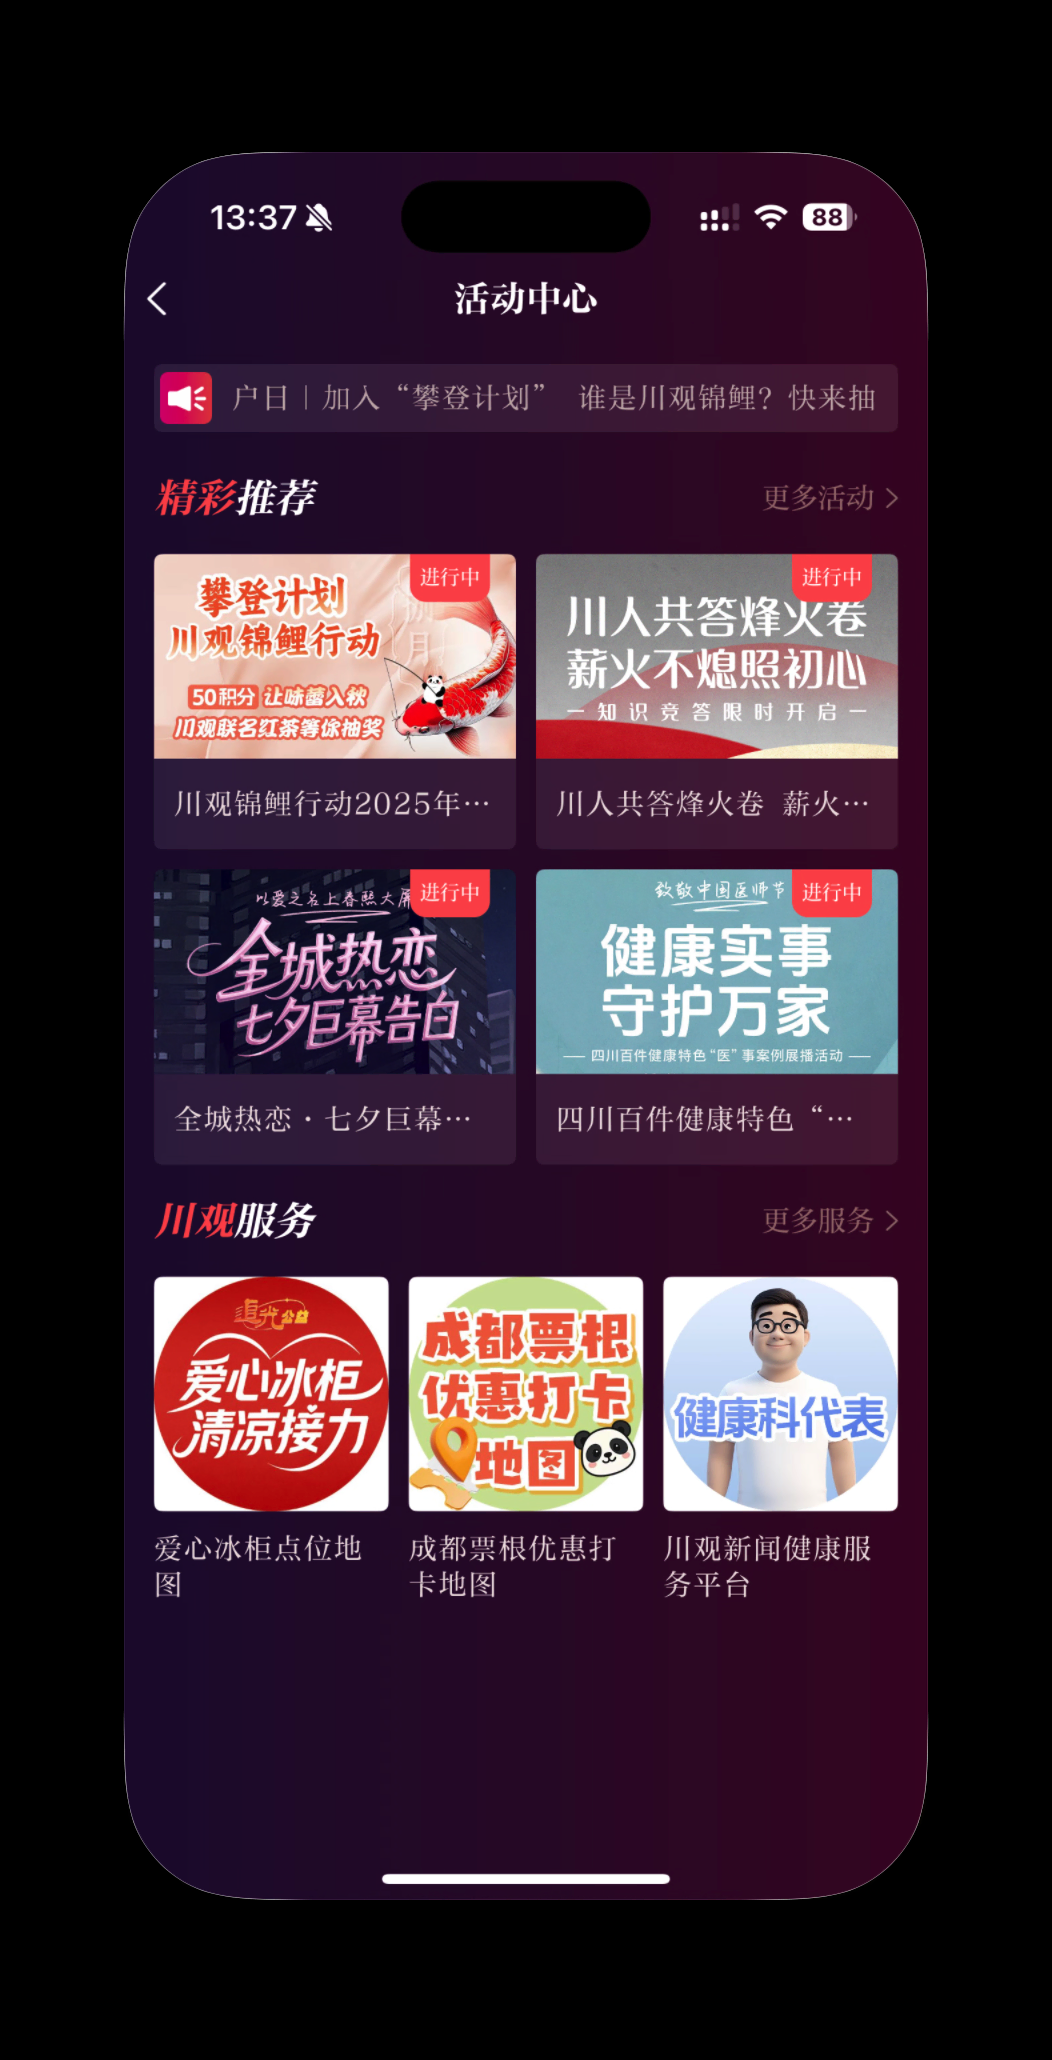 13:37
88
活动中心
户日｜加入“攀登计划” 谁是川观锦鲤？快来抽
精彩推荐
更多活动
进行中
攀登计划
川观锦鲤行动
50积分 让味蕾入秋
川观联名红茶等你抽奖
川观锦鲤行动2025年…
进行中
川人共答烽火卷
薪火不熄照初心
知识竞答限时开启
川人共答烽火卷 薪火…
以爱之名上春熙大屏
进行中
全城热恋
七夕巨幕告白
全城热恋·七夕巨幕…
致敬中国医师节
进行中
健康实事
守护万家
四川百件健康特色“医”事案例展播活动
四川百件健康特色“…
川观服务
更多服务
追光公益
爱心冰柜
清凉接力
爱心冰柜点位地
图
成都票根
优惠打卡
地图
成都票根优惠打
卡地图
健康科代表
川观新闻健康服
务平台